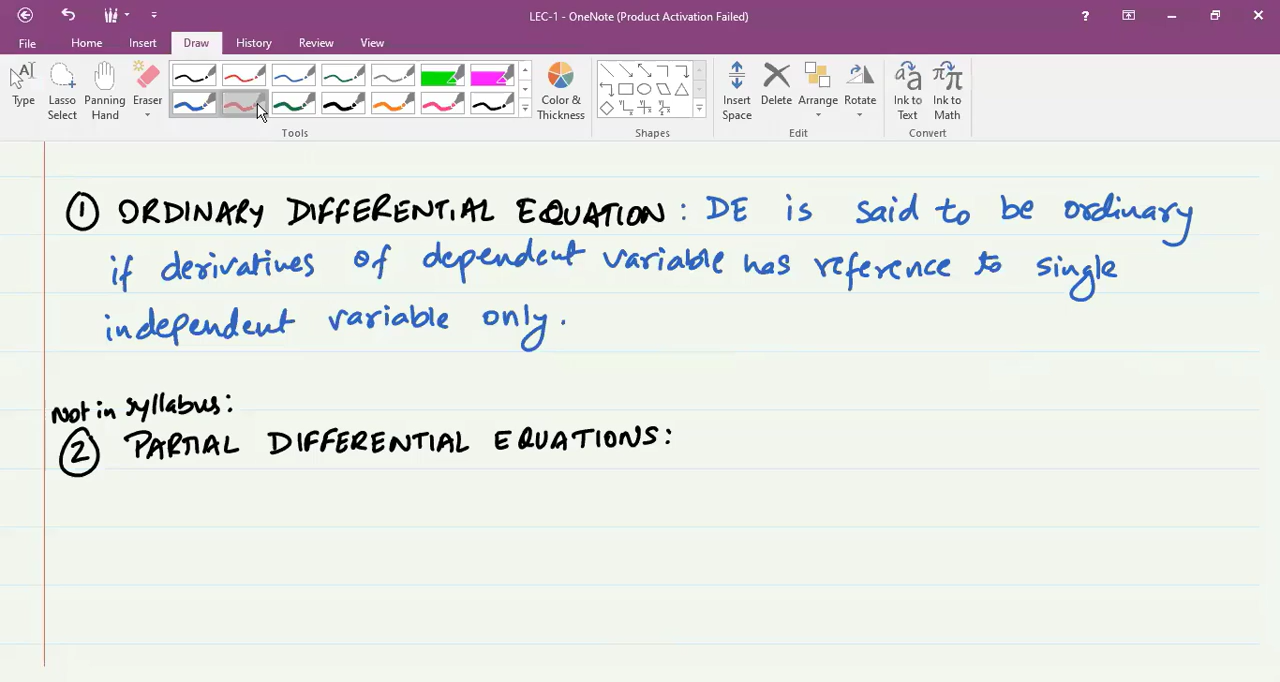 LEC-1 - OneNote (Product Activation Failed)
File Home Insert Draw History Review View
Type Lasso Select Panning Hand Eraser Color & Thickness Insert Space Delete Arrange Rotate Ink to Text Ink to Math
Tools Shapes Edit Convert
① ORDINARY DIFFERENTIAL EQUATION : DE is said to be ordinary
if derivatives of dependent variable has reference to single
independent variable only.
Not in syllabus:
② PARTIAL DIFFERENTIAL EQUATIONS: